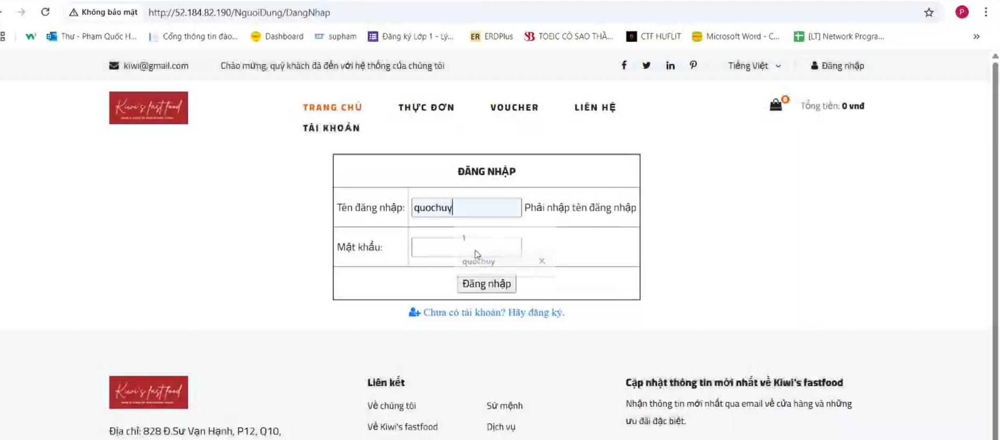 Không bảo mật
http://52.184.82.190/NguoiDung/DangNhap
Thư - Phạm Quốc H...
Cổng thông tin đào...
Dashboard
supham
Đăng ký Lớp 1 - Lý...
ER ERDPlus
TOEIC CÔ SAO THẦ...
CTF HUFLIT
Microsoft Word - C...
[LT] Network Progra...
»
P
kiwi@gmail.com
Chào mừng, quý khách đã đến với hệ thống của chúng tôi
Tiếng Việt
Đăng nhập
Kiwi's fast food
TRANG CHỦ
THỰC ĐƠN
VOUCHER
LIÊN HỆ
TÀI KHOẢN
0
Tổng tiền: 0 vnđ
ĐĂNG NHẬP
Tên đăng nhập:
quochuy
Phải nhập tên đăng nhập
1
Mật khẩu:
quochuy
Đăng nhập
Chưa có tài khoản? Hãy đăng ký.
Kiwi's fast food
Liên kết
Cập nhật thông tin mới nhất về Kiwi's fastfood
Về chúng tôi
Sứ mệnh
Nhận thông tin mới nhất qua email về cửa hàng và những
ưu đãi đặc biệt.
Về Kiwi's fastfood
Dịch vụ
Địa chỉ: 828 Đ.Sư Vạn Hạnh, P12, Q10,